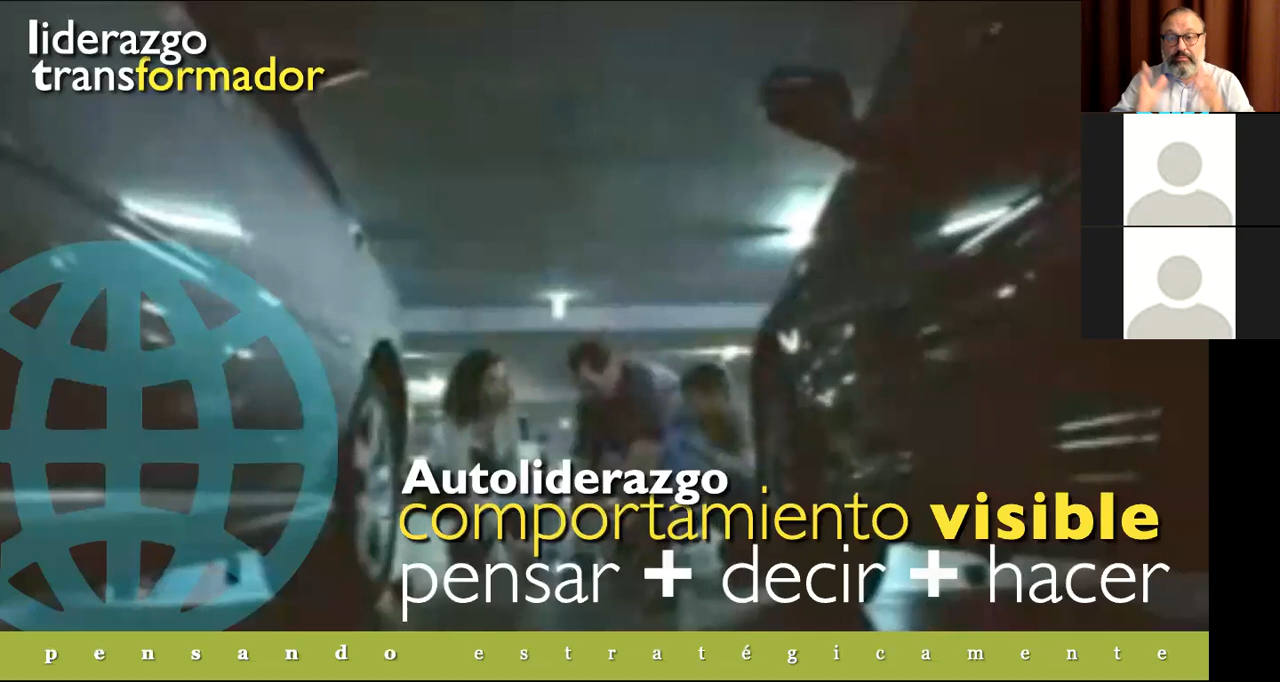 liderazgo
transformador
Autoliderazgo
comportamiento visible
pensar + decir + hacer
pensando estratégicamente